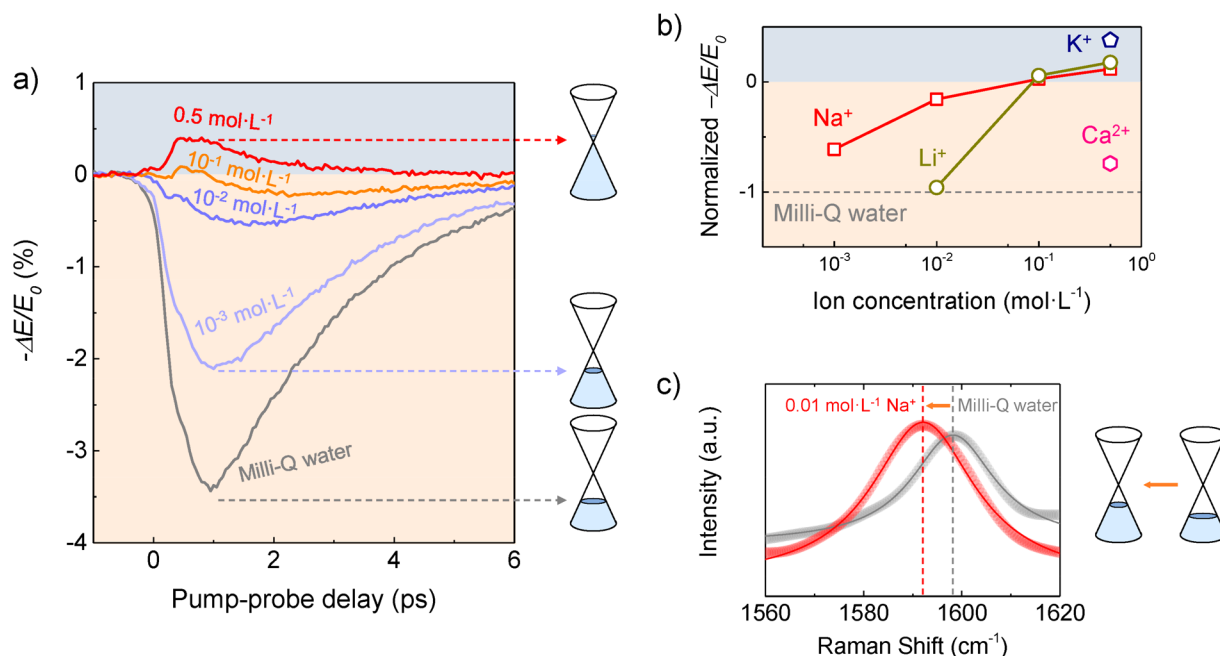 a)
-ΔE/E₀ (%)
1
0
-1
-2
-3
-4
0.5 mol·L⁻¹
10⁻¹ mol·L⁻¹
10⁻² mol·L⁻¹
10⁻³ mol·L⁻¹
Milli-Q water
0 2 4 6
Pump-probe delay (ps)
b)
Normalized −ΔE/E₀
0
-1
K⁺
Na⁺
Ca²⁺
Li⁺
Milli-Q water
10⁻³ 10⁻² 10⁻¹ 10⁰
Ion concentration (mol·L⁻¹)
c)
Intensity (a.u.)
0.01 mol·L⁻¹ Na⁺ Milli-Q water
1560 1580 1600 1620
Raman Shift (cm⁻¹)